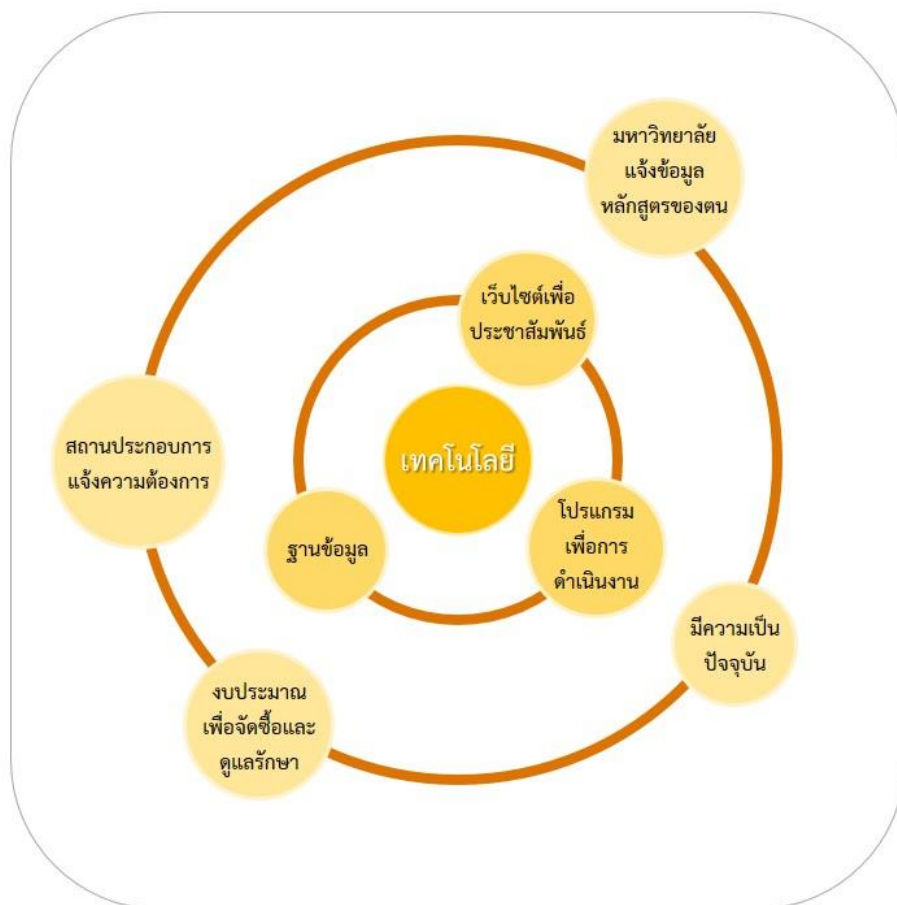 มหาวิทยาลัย
แจ้งข้อมูล
หลักสูตรของตน
เว็บไซต์เพื่อ
ประชาสัมพันธ์
สถานประกอบการ
แจ้งความต้องการ
เทคโนโลยี
ฐานข้อมูล
โปรแกรม
เพื่อการ
ดำเนินงาน
มีความเป็น
ปัจจุบัน
งบประมาณ
เพื่อจัดซื้อและ
ดูแลรักษา